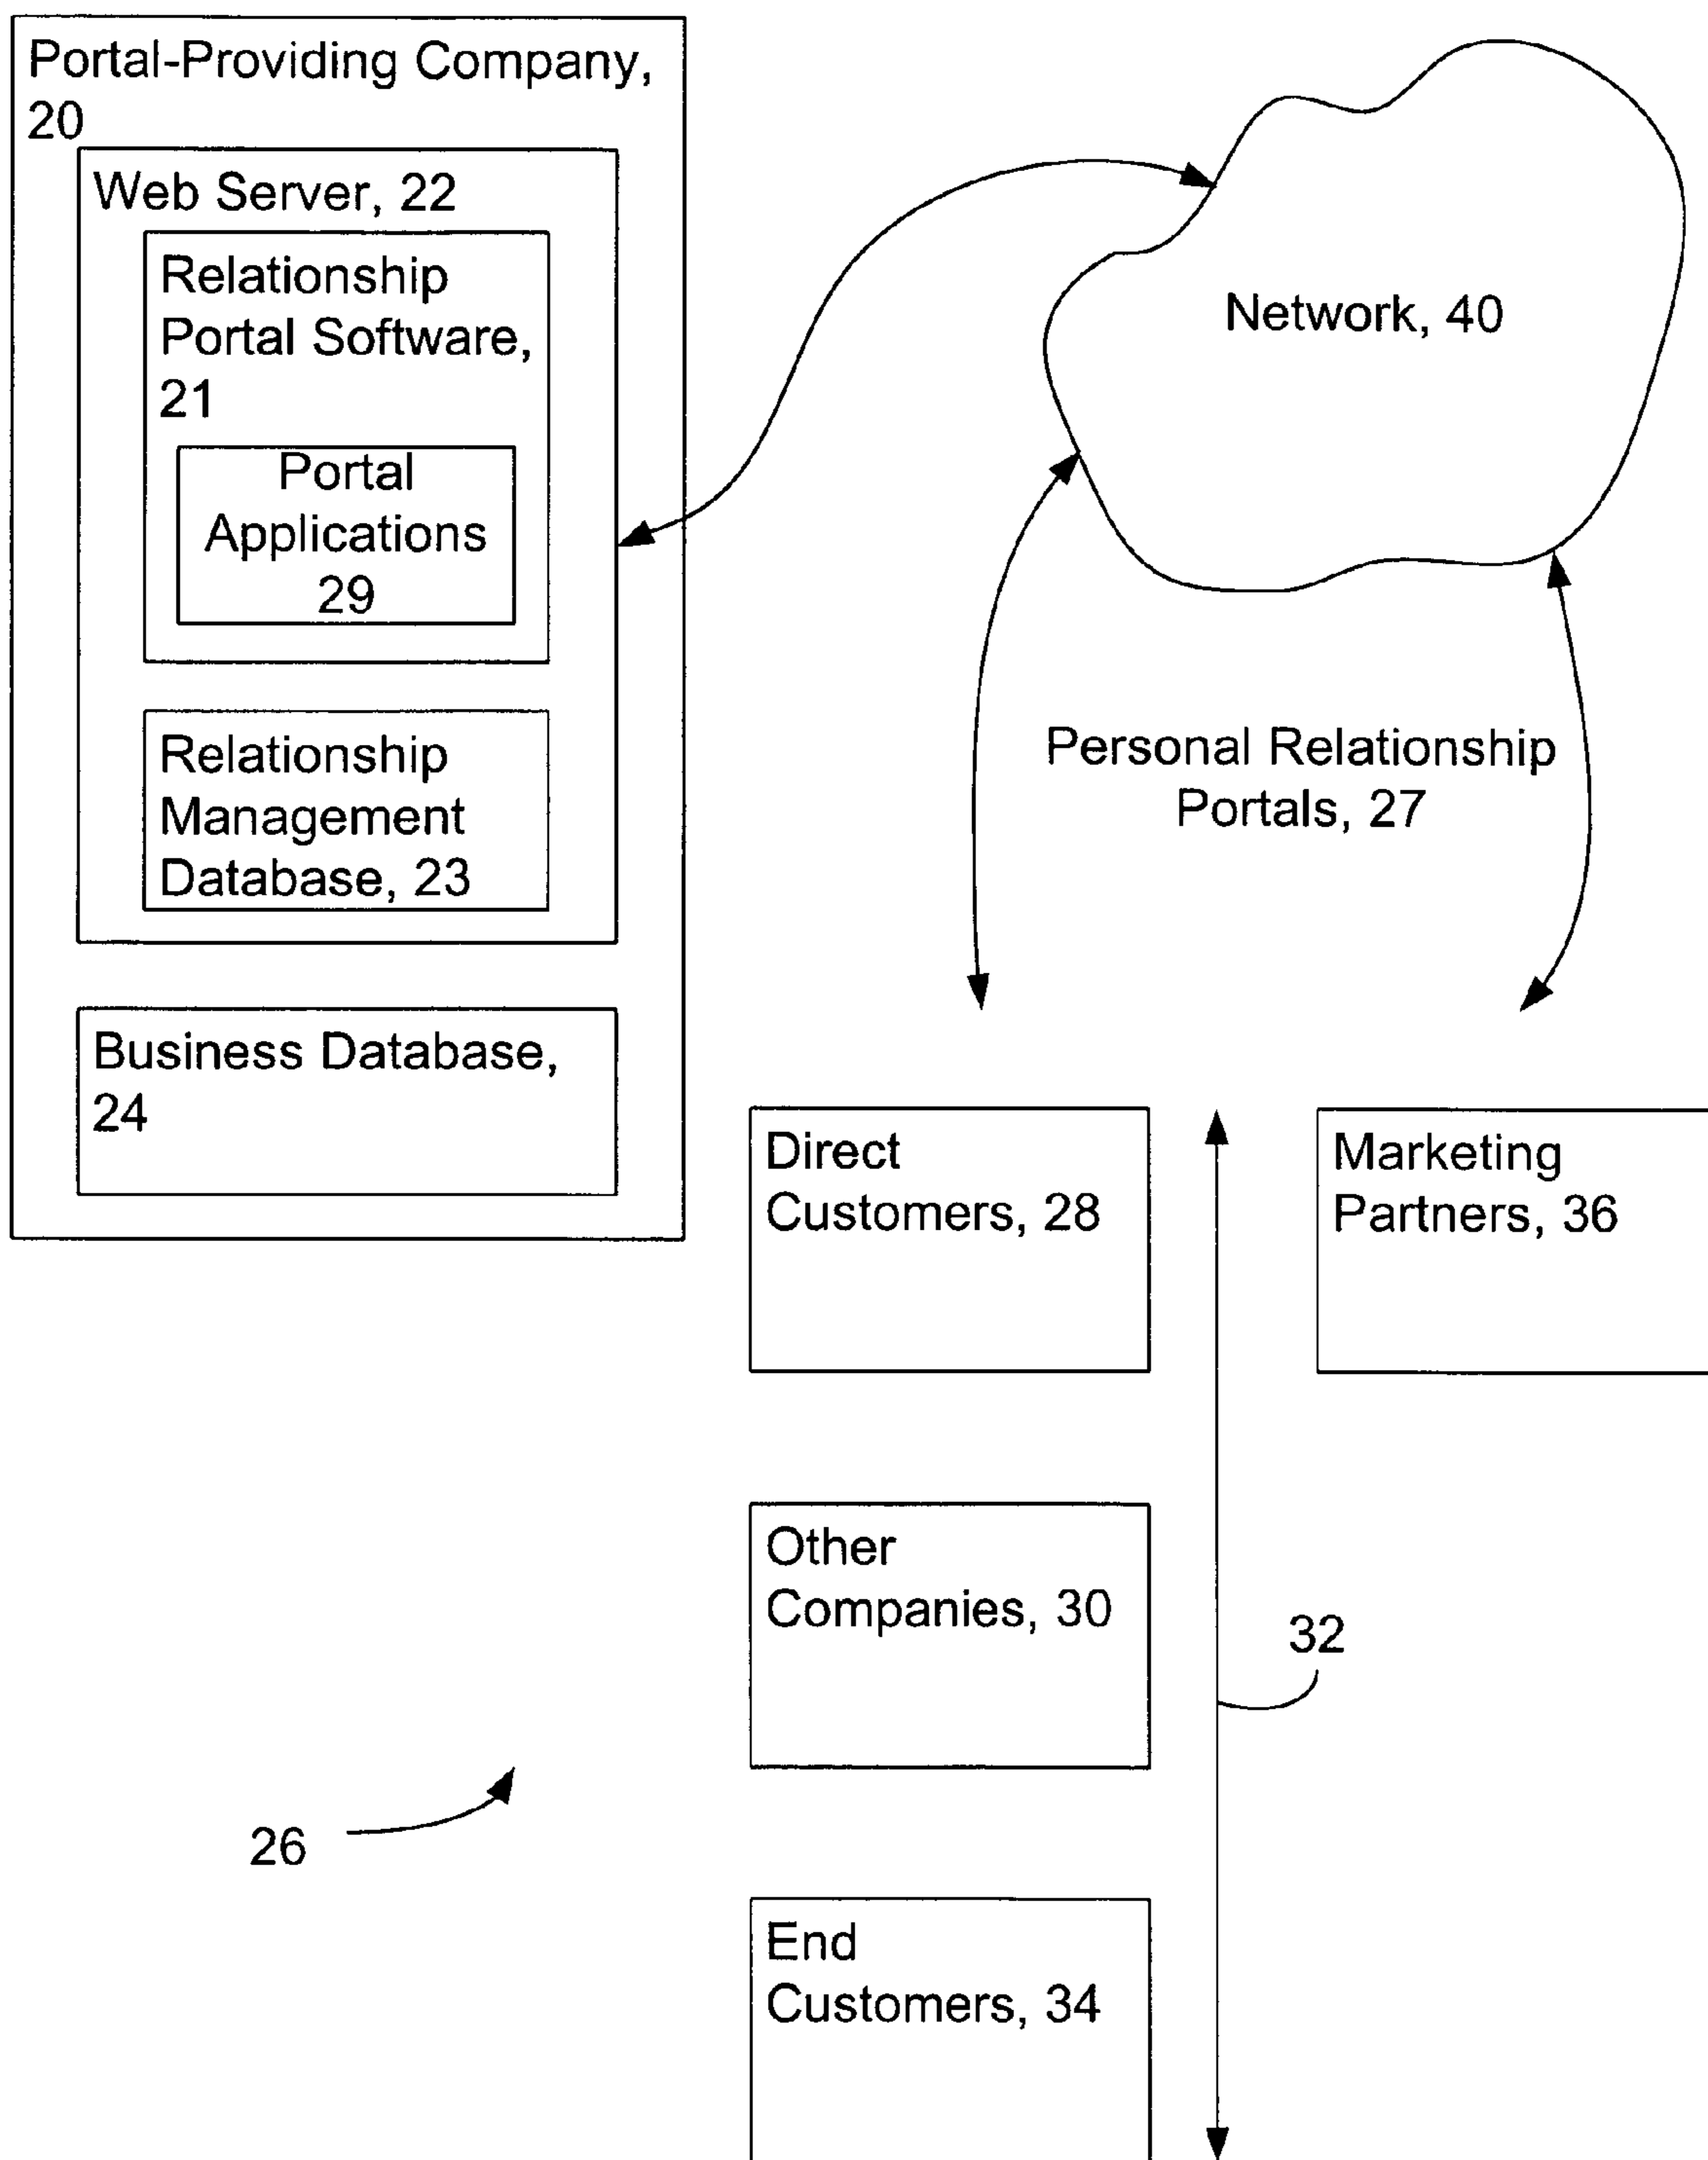 Portal-Providing Company,
20
Web Server, 22
Relationship
Portal Software,
21
Portal
Applications
29
Relationship
Management
Database, 23
Business Database,
24
Network, 40
Personal Relationship
Portals, 27
Direct
Customers, 28
Marketing
Partners, 36
Other
Companies, 30
32
26
End
Customers, 34